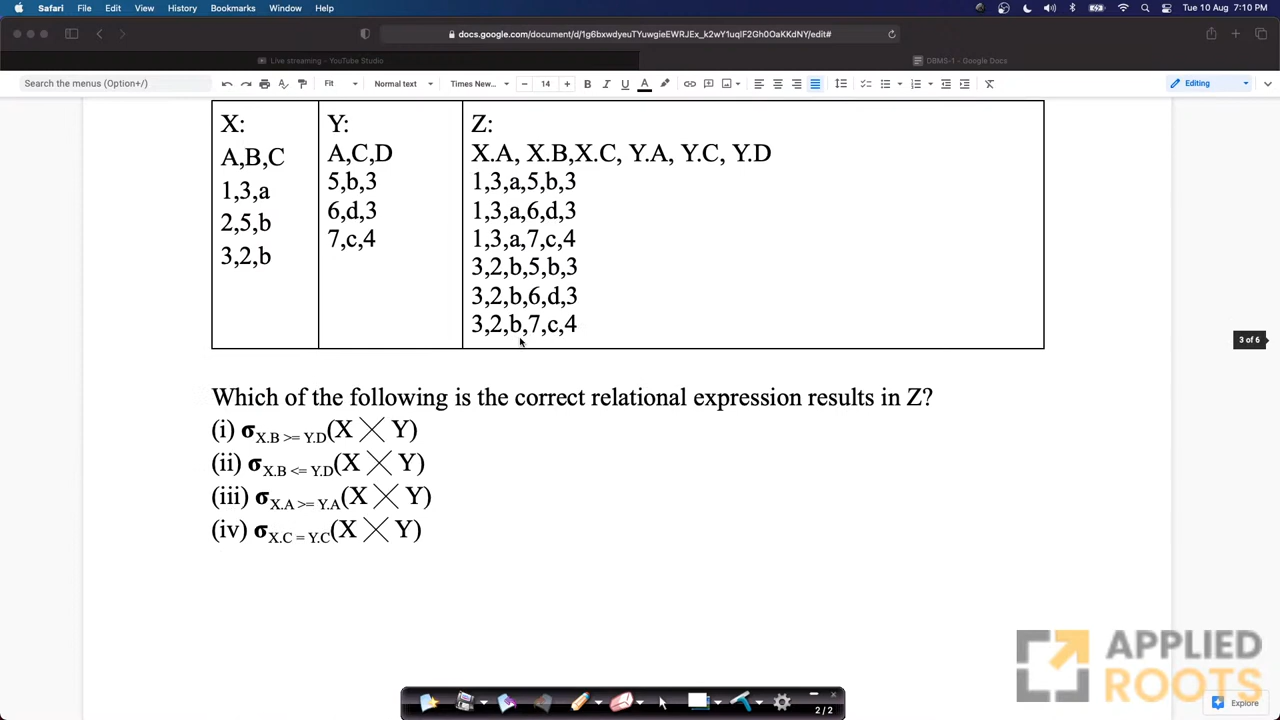 Safari File Edit View History Bookmarks Window Help Tue 10 Aug 7:10 PM
docs.google.com/document/d/1g6bxwdyeuTYuwgieEWRJEx_k2wY1uqlF2Gh0OaKKdNY/edit#
Live streaming - YouTube Studio DBMS-1 - Google Docs
Search the menus (Option+/) Fit Normal text Times New... 14 B I U A Editing
X:
A,B,C
1,3,a
2,5,b
3,2,b
Y:
A,C,D
5,b,3
6,d,3
7,c,4
Z:
X.A, X.B,X.C, Y.A, Y.C, Y.D
1,3,a,5,b,3
1,3,a,6,d,3
1,3,a,7,c,4
3,2,b,5,b,3
3,2,b,6,d,3
3,2,b,7,c,4
3 of 6
Which of the following is the correct relational expression results in Z?
(i) σ X.B >= Y.D(X ╳ Y)
(ii) σ X.B <= Y.D(X ╳ Y)
(iii) σ X.A >= Y.A(X ╳ Y)
(iv) σ X.C = Y.C(X ╳ Y)
APPLIED
ROOTS
Explore
2 / 2